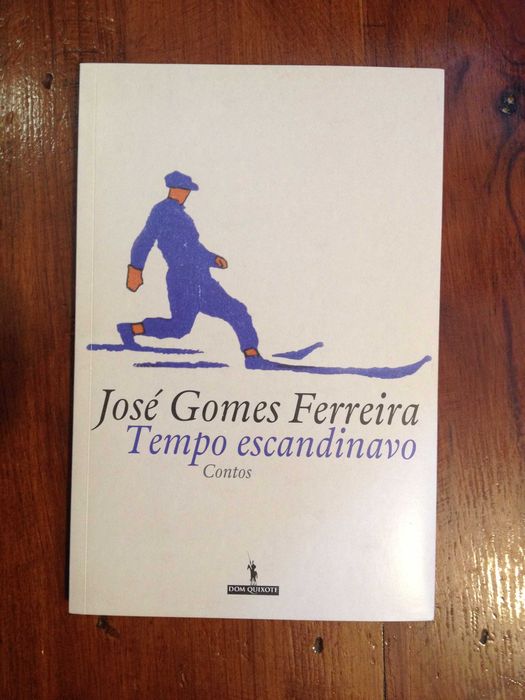 José Gomes Ferreira
Tempo escandinavo
Contos
DOM QUIXOTE